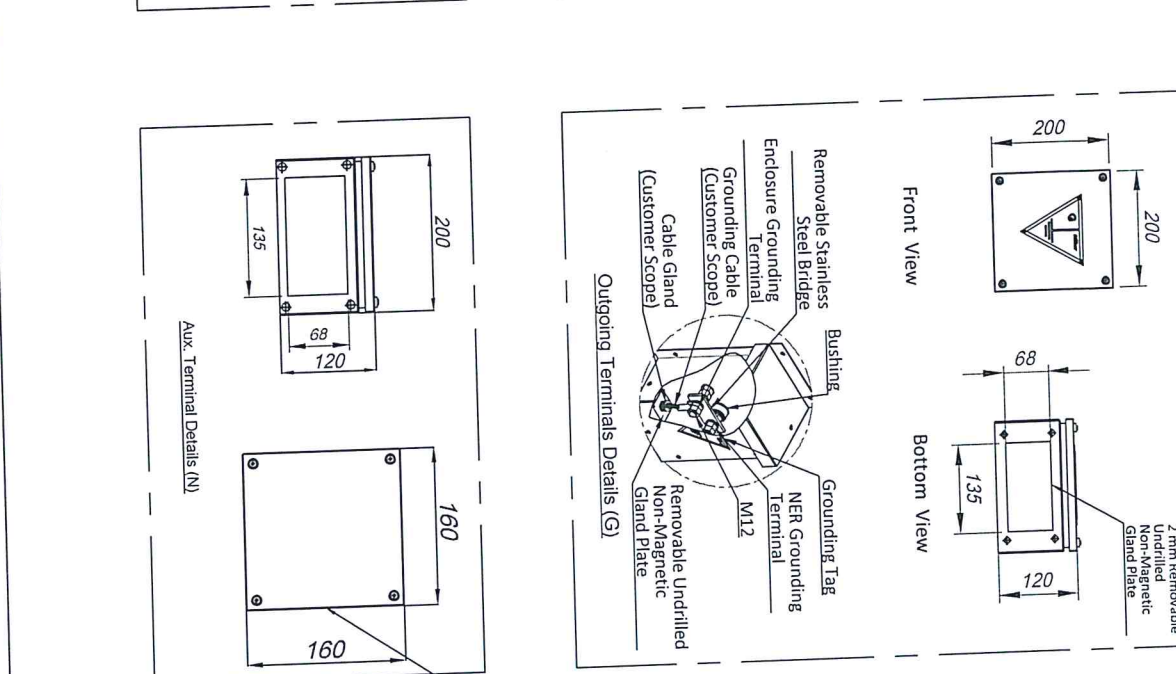 200
200
Front View
68
135
120
Bottom View
2 mm Removable
Undrilled
Non-Magnetic
Gland Plate
Removable Stainless
Steel Bridge
Enclosure Grounding
Terminal
Grounding Cable
(Customer Scope)
Cable Gland
(Customer Scope)
Bushing
Grounding Tag
NER Grounding
Terminal
M12
Removable Undrilled
Non-Magnetic
Gland Plate
Outgoing Terminals Details (G)
200
135
68
120
160
160
Aux. Terminal Details (N)